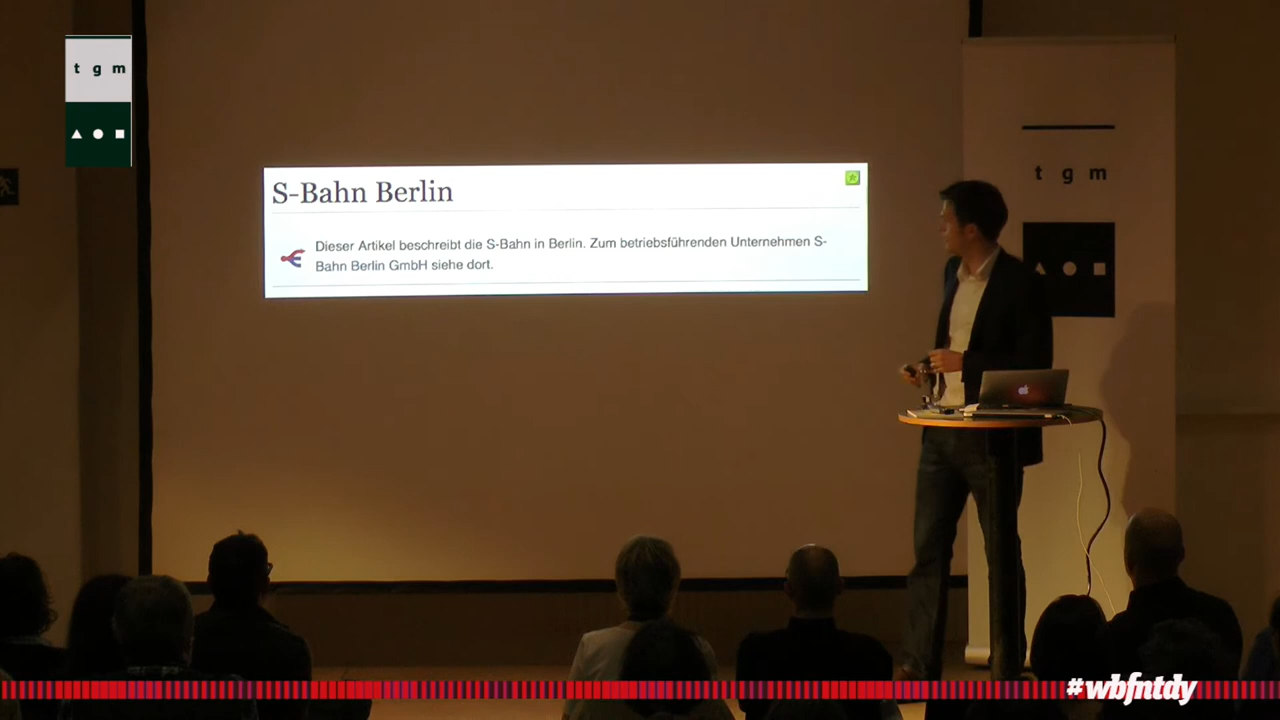 t g m
S-Bahn Berlin
Dieser Artikel beschreibt die S-Bahn in Berlin. Zum betriebsführenden Unternehmen S-
Bahn Berlin GmbH siehe dort.
t g m
#wbfntdy